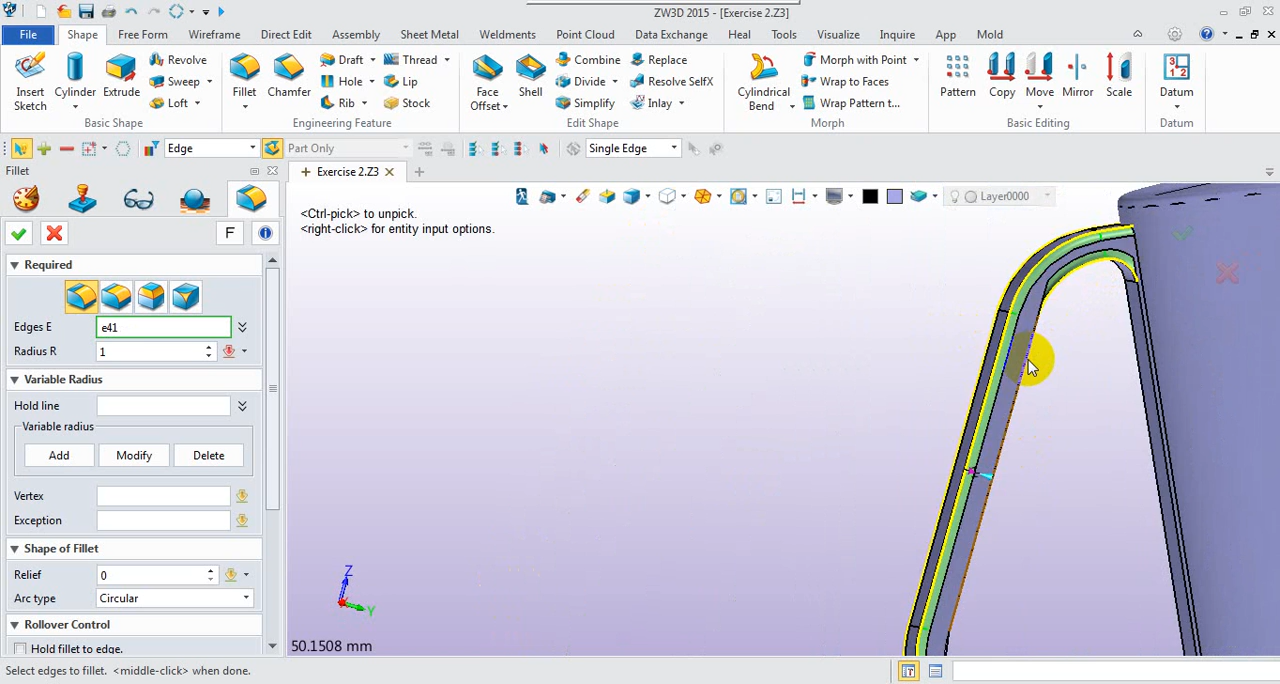 ZW3D 2015 - [Exercise 2.Z3]
File Shape Free Form Wireframe Direct Edit Assembly Sheet Metal Weldments Point Cloud Data Exchange Heal Tools Visualize Inquire App Mold
Insert Sketch Cylinder Extrude Revolve Sweep Loft
Basic Shape
Fillet Chamfer Draft Hole Rib Thread Lip Stock
Engineering Feature
Face Offset Shell Combine Divide Simplify Replace Resolve SelfX Inlay
Edit Shape
Cylindrical Bend Morph with Point Wrap to Faces Wrap Pattern t...
Morph
Pattern Copy Move Mirror Scale
Basic Editing
Datum
Datum
Edge Part Only Single Edge
Fillet
Exercise 2.Z3
Layer0000
<Ctrl-pick> to unpick.
<right-click> for entity input options.
F
Required
Edges E e41
Radius R 1
Variable Radius
Hold line
Variable radius
Add Modify Delete
Vertex
Exception
Shape of Fillet
Relief 0
Arc type Circular
Rollover Control
Hold fillet to edge.
Z
Y
50.1508 mm
Select edges to fillet. <middle-click> when done.